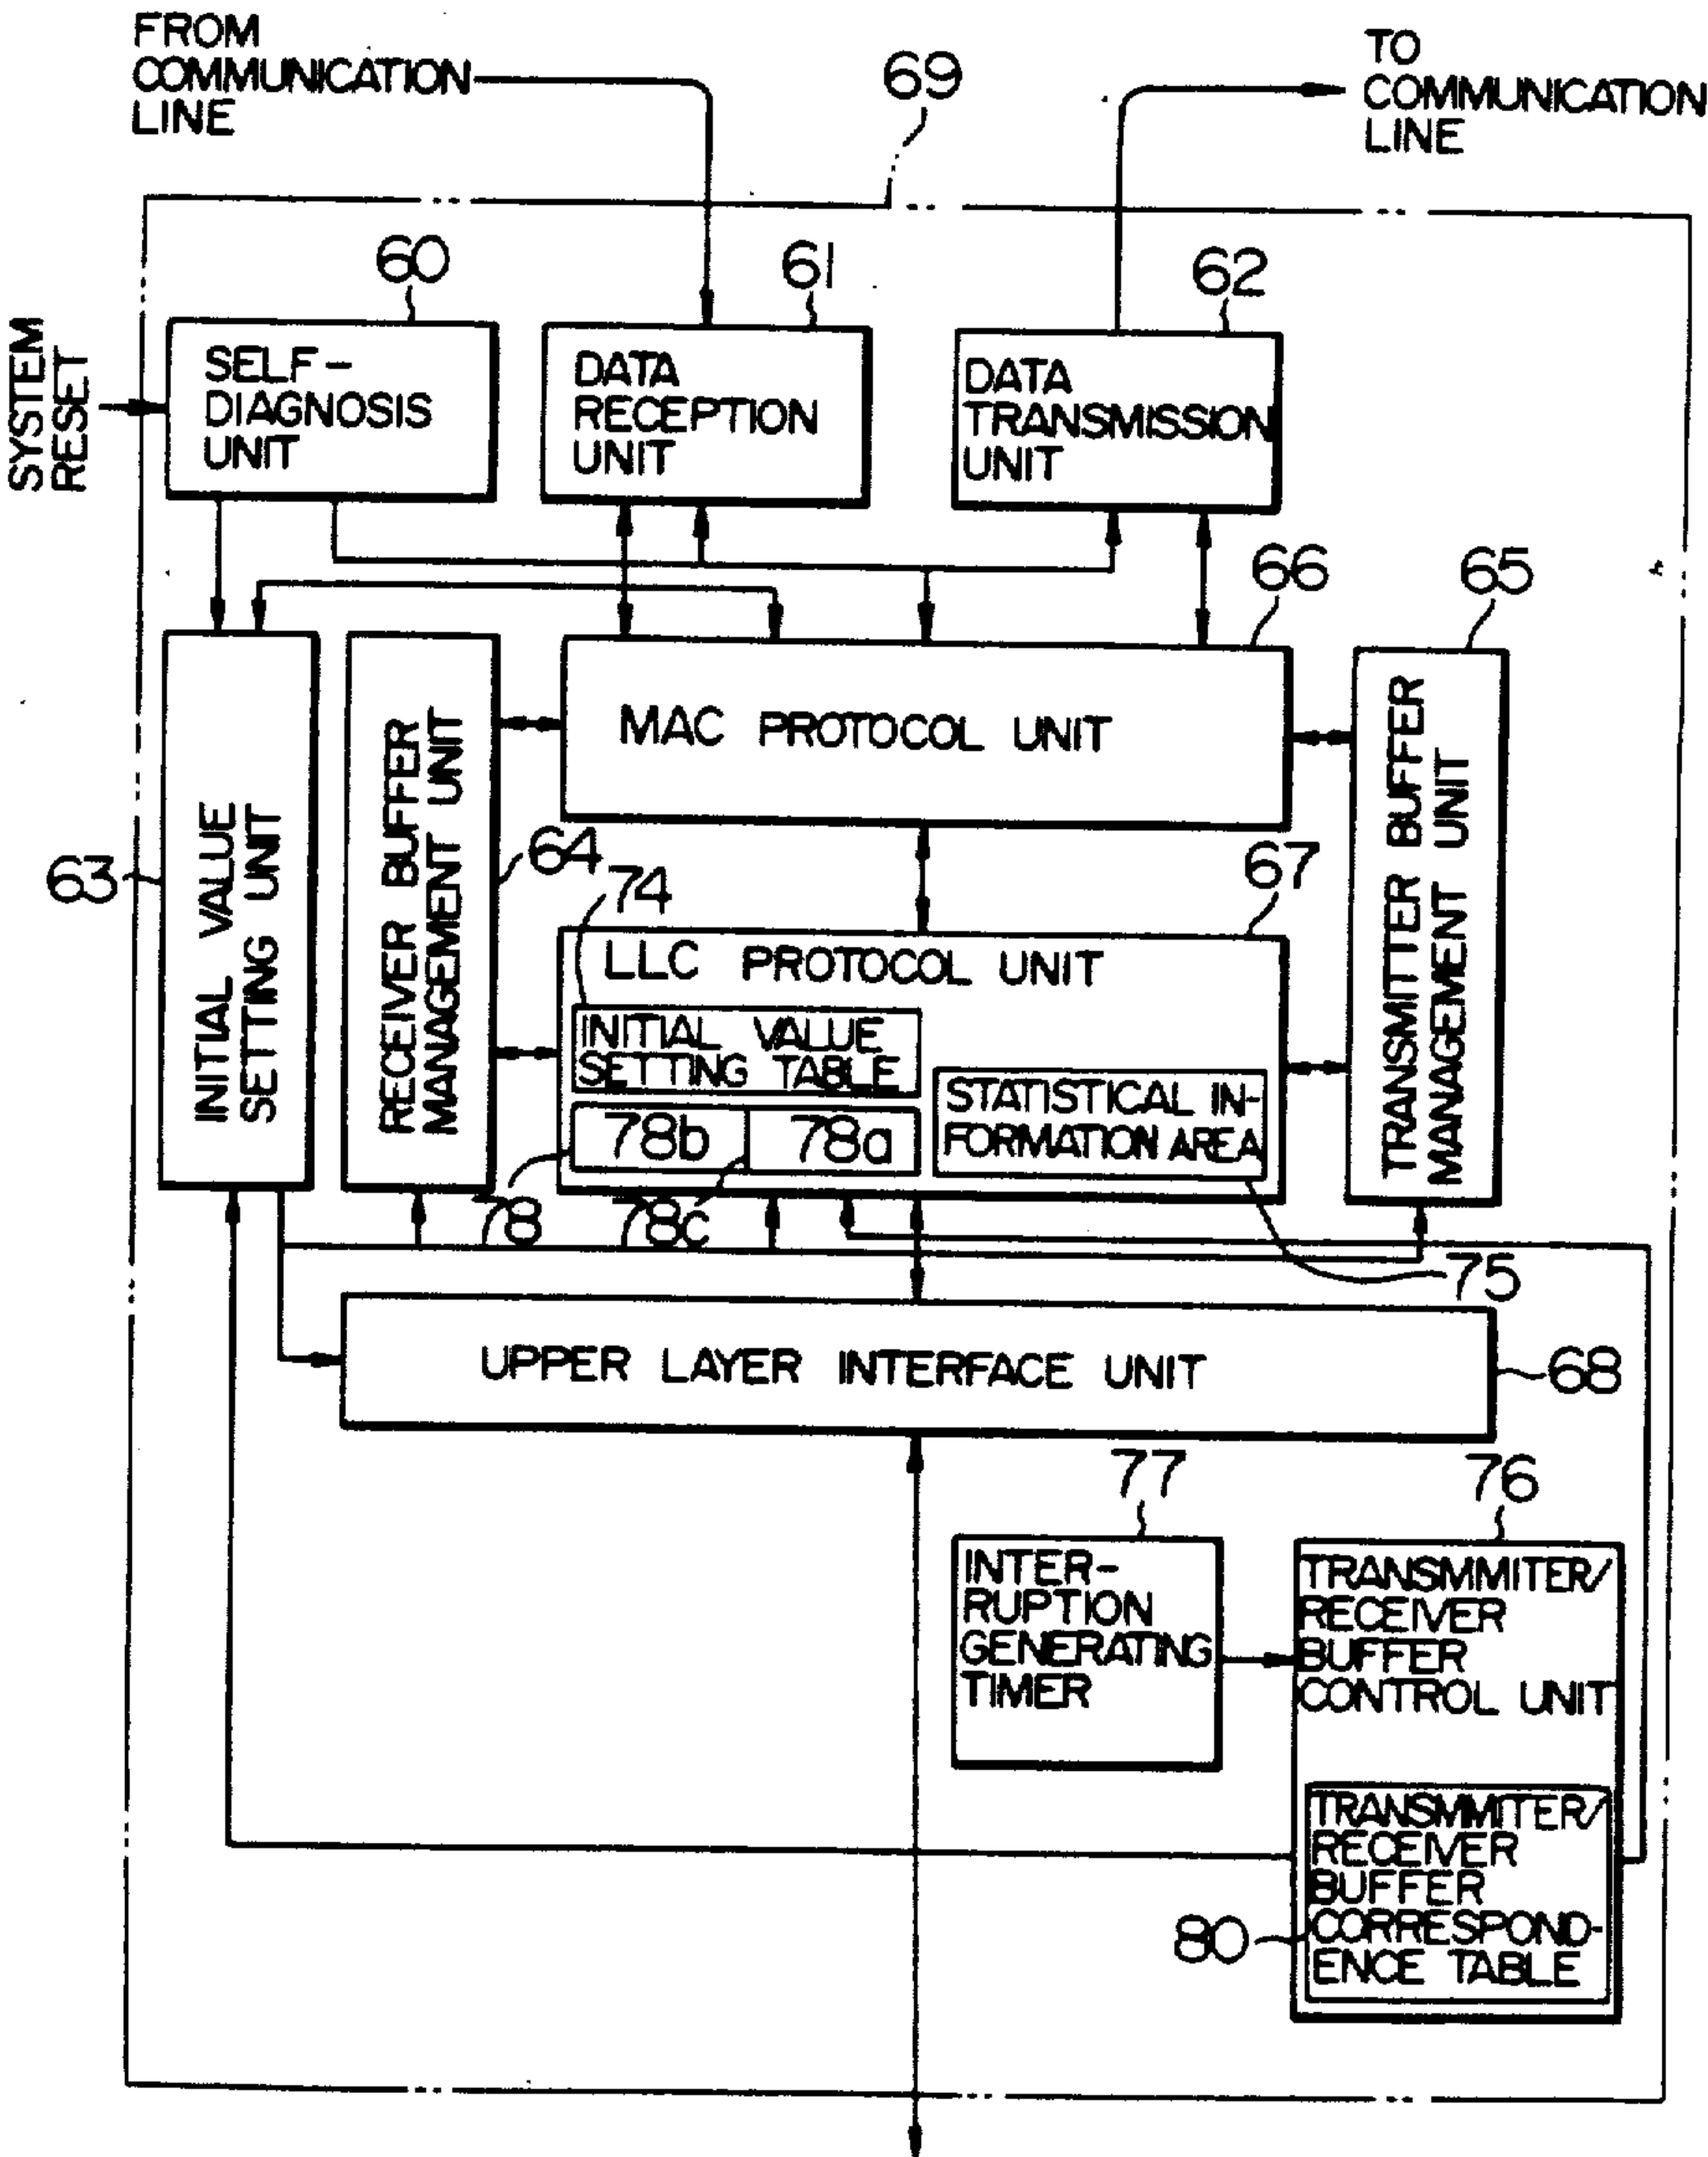 FROM
COMMUNICATION
LINE
TO
COMMUNICATION
LINE
69
60
61
62
SYSTEM
RESET
SELF-
DIAGNOSIS
UNIT
DATA
RECEPTION
UNIT
DATA
TRANSMISSION
UNIT
66
65
63
INITIAL VALUE
SETTING UNIT
RECEIVER BUFFER
MANAGEMENT UNIT
64
MAC PROTOCOL UNIT
TRANSMITTER BUFFER
MANAGEMENT UNIT
74
67
LLC PROTOCOL UNIT
INITIAL VALUE
SETTING TABLE
STATISTICAL IN-
FORMATION AREA
78b
78a
78
78c
75
UPPER LAYER INTERFACE UNIT
68
77
76
INTER-
RUPTION
GENERATING
TIMER
TRANSMMITER/
RECEIVER
BUFFER
CONTROL UNIT
TRANSMMITER/
RECEIVER
BUFFER
CORRESPOND-
ENCE TABLE
80